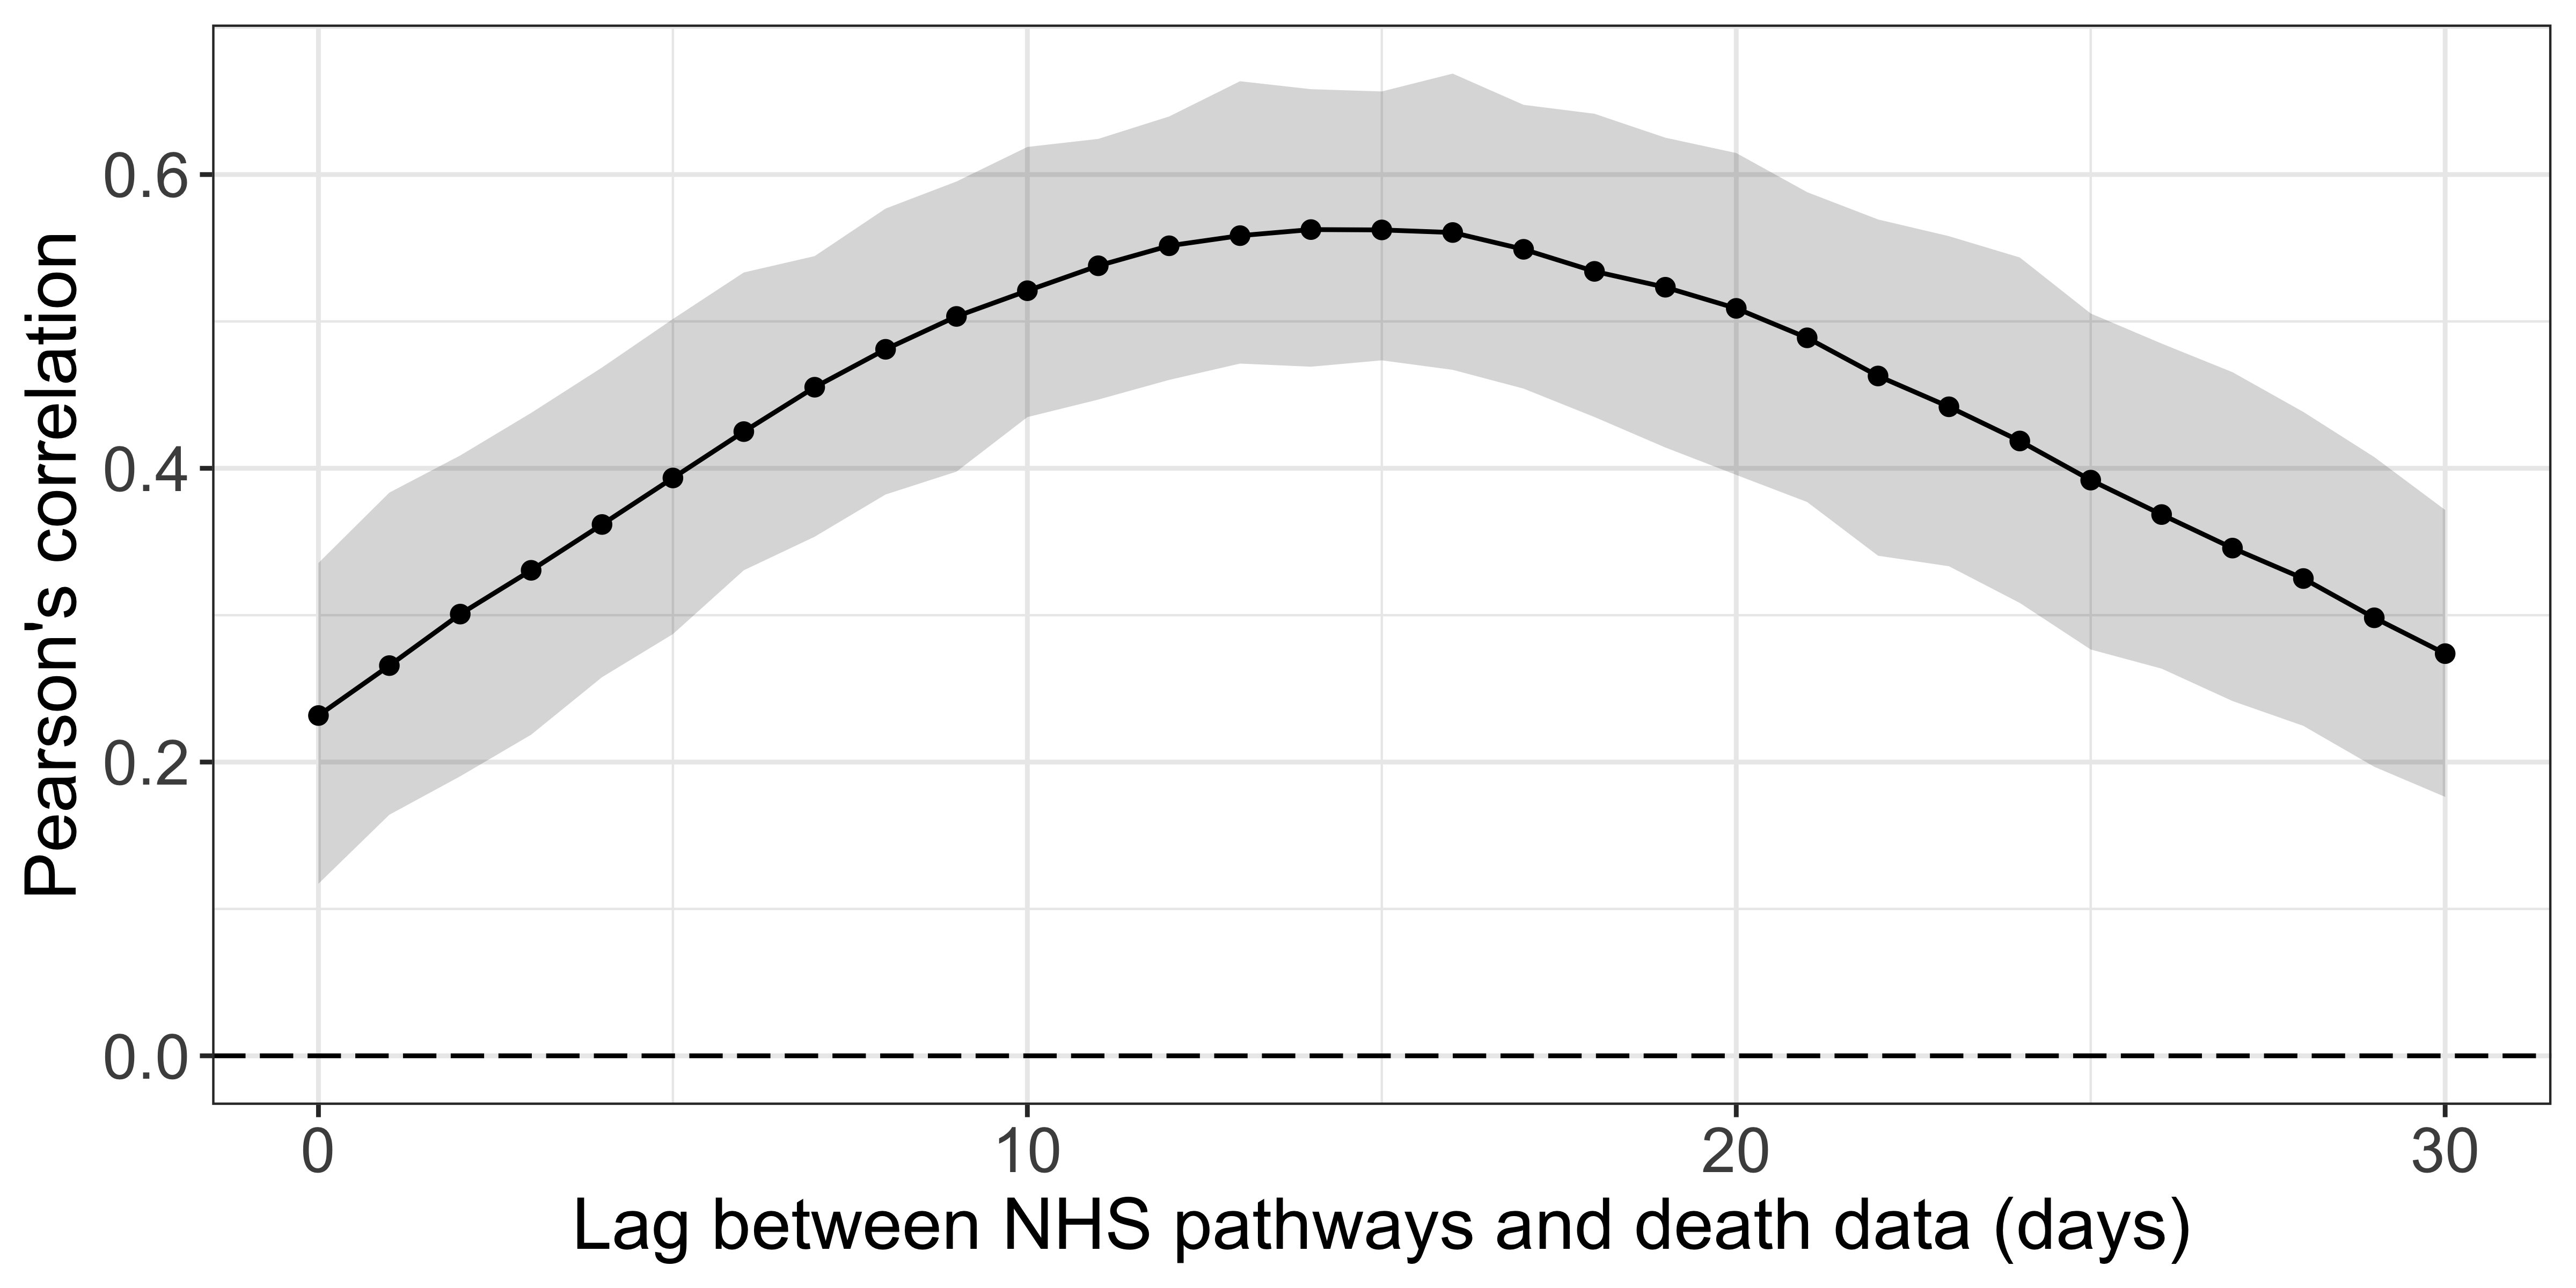 Pearson's correlation
0.6
0.4
0.2
0.0
0 10 20 30
Lag between NHS pathways and death data (days)